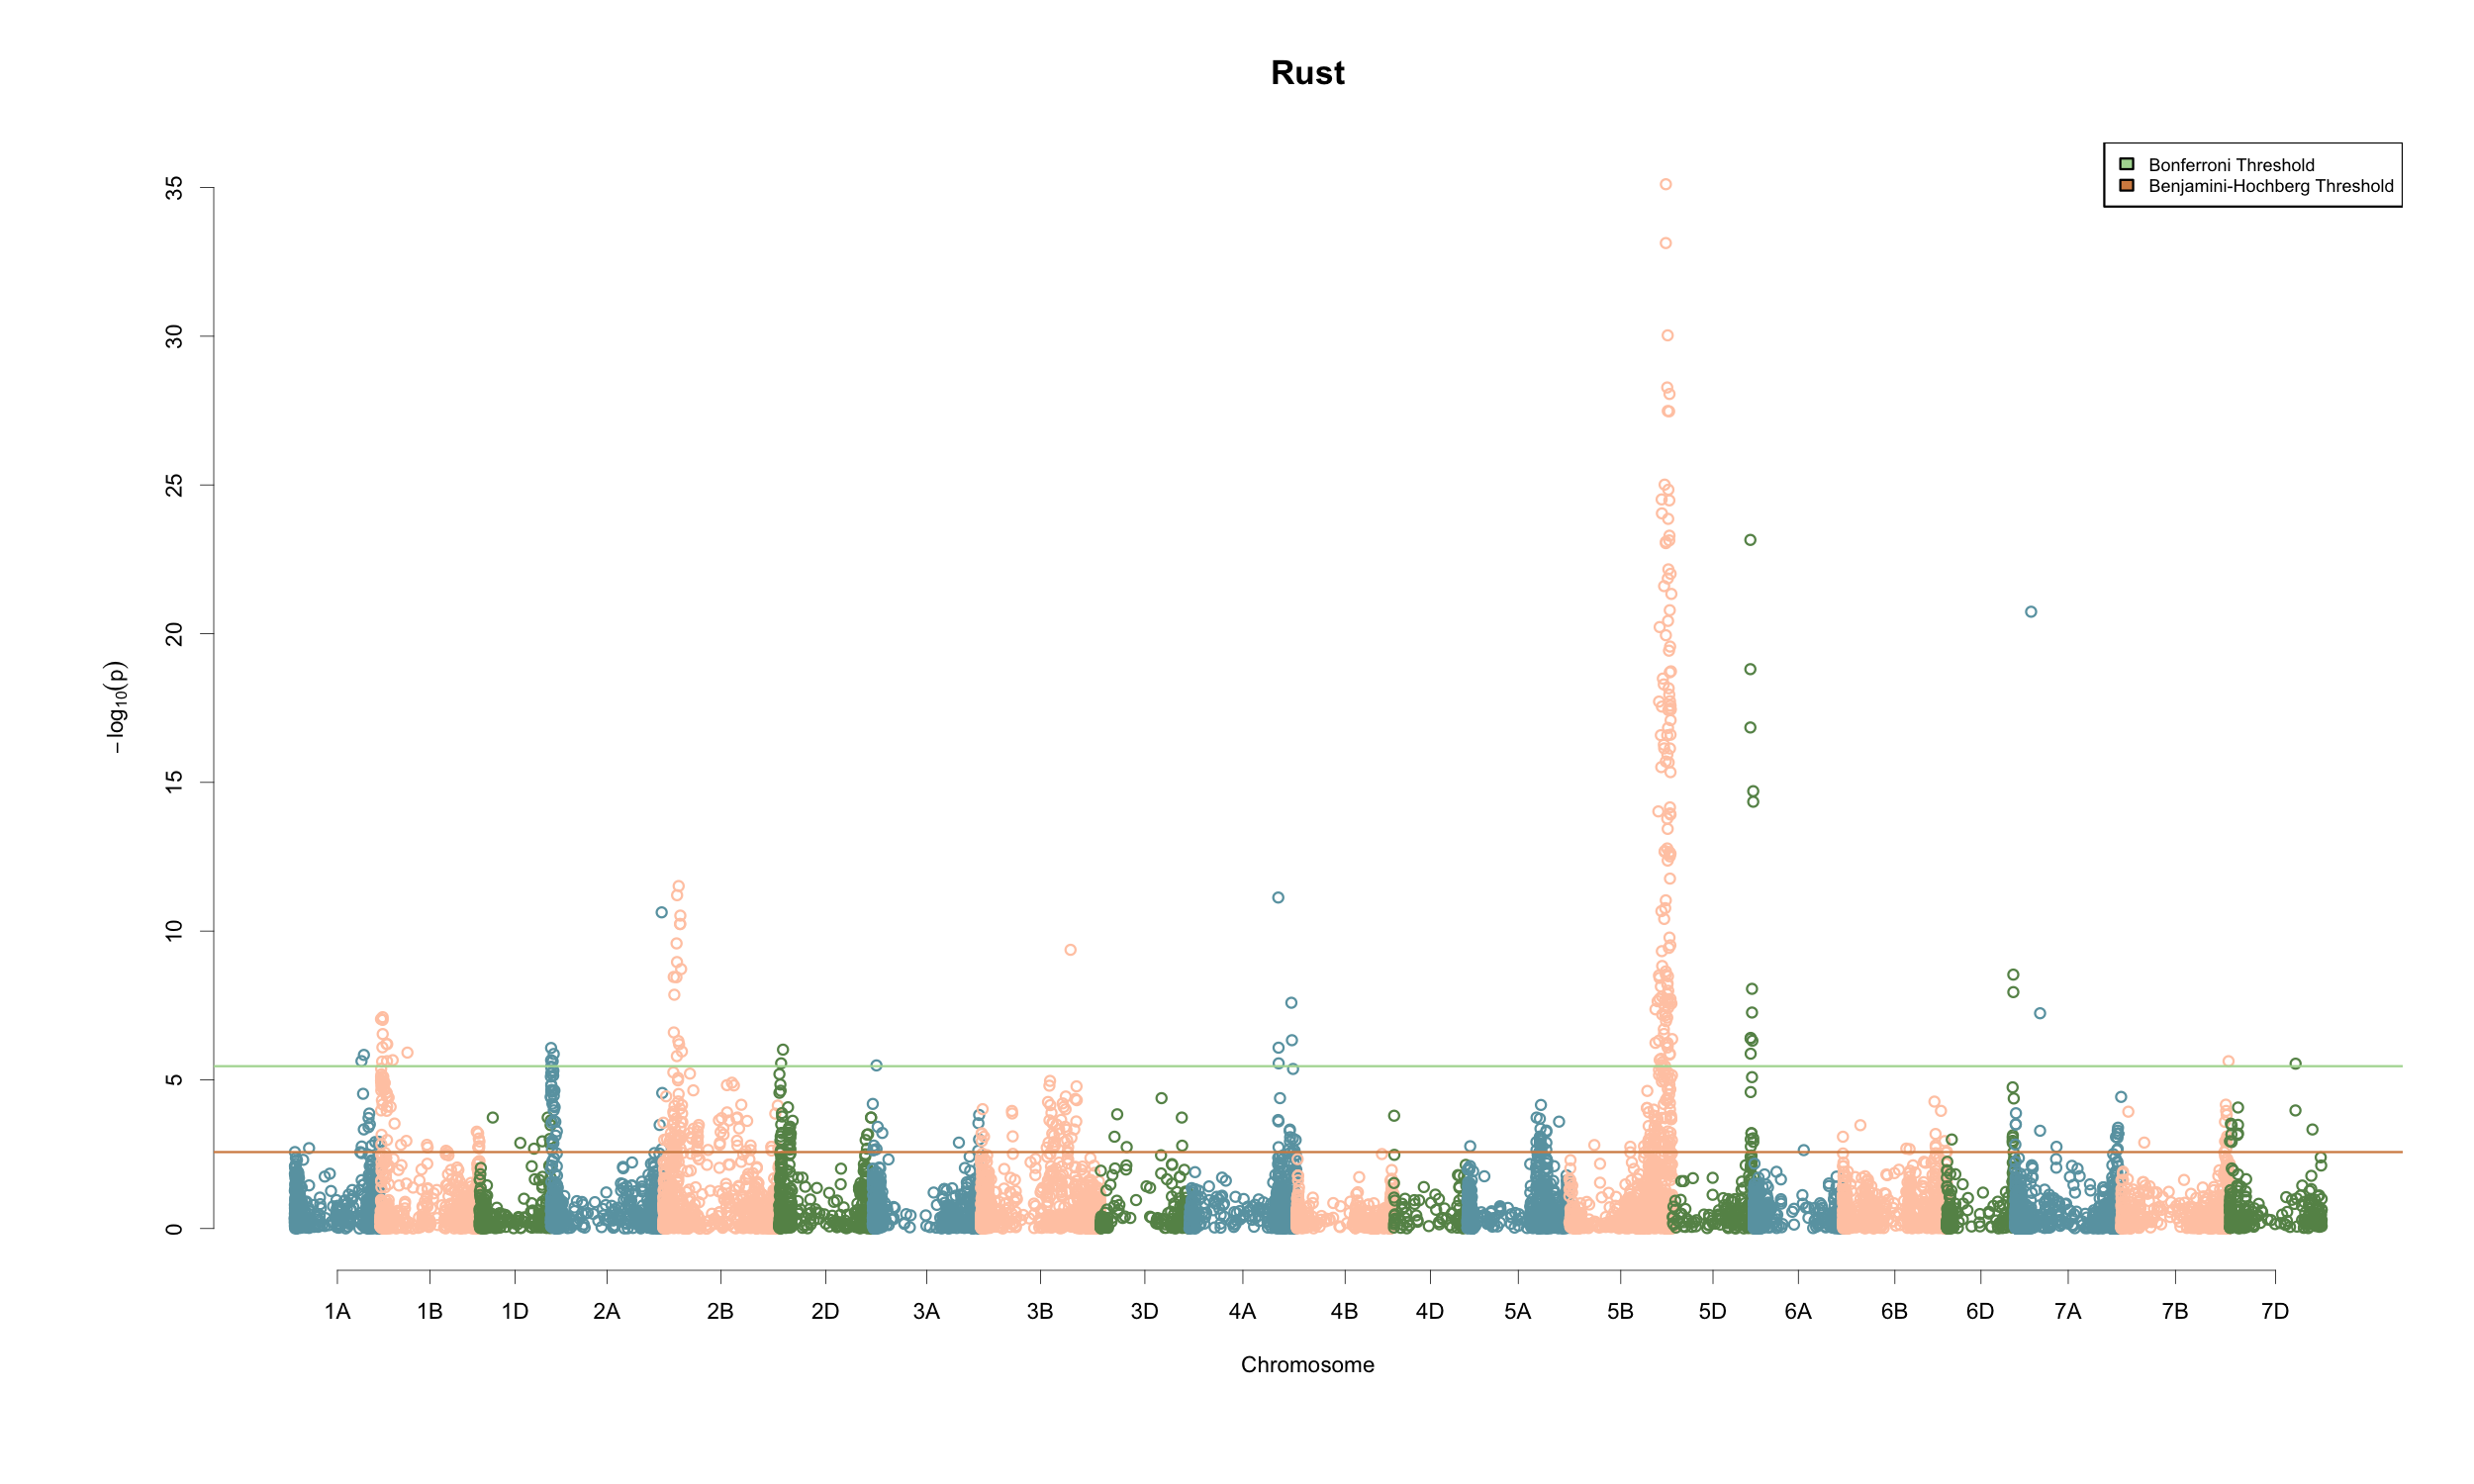 Rust
Bonferroni Threshold
Benjamini-Hochberg Threshold
35
30
25
20
15
10
5
0
−log10(p)
1A 1B 1D 2A 2B 2D 3A 3B 3D 4A 4B 4D 5A 5B 5D 6A 6B 6D 7A 7B 7D
Chromosome